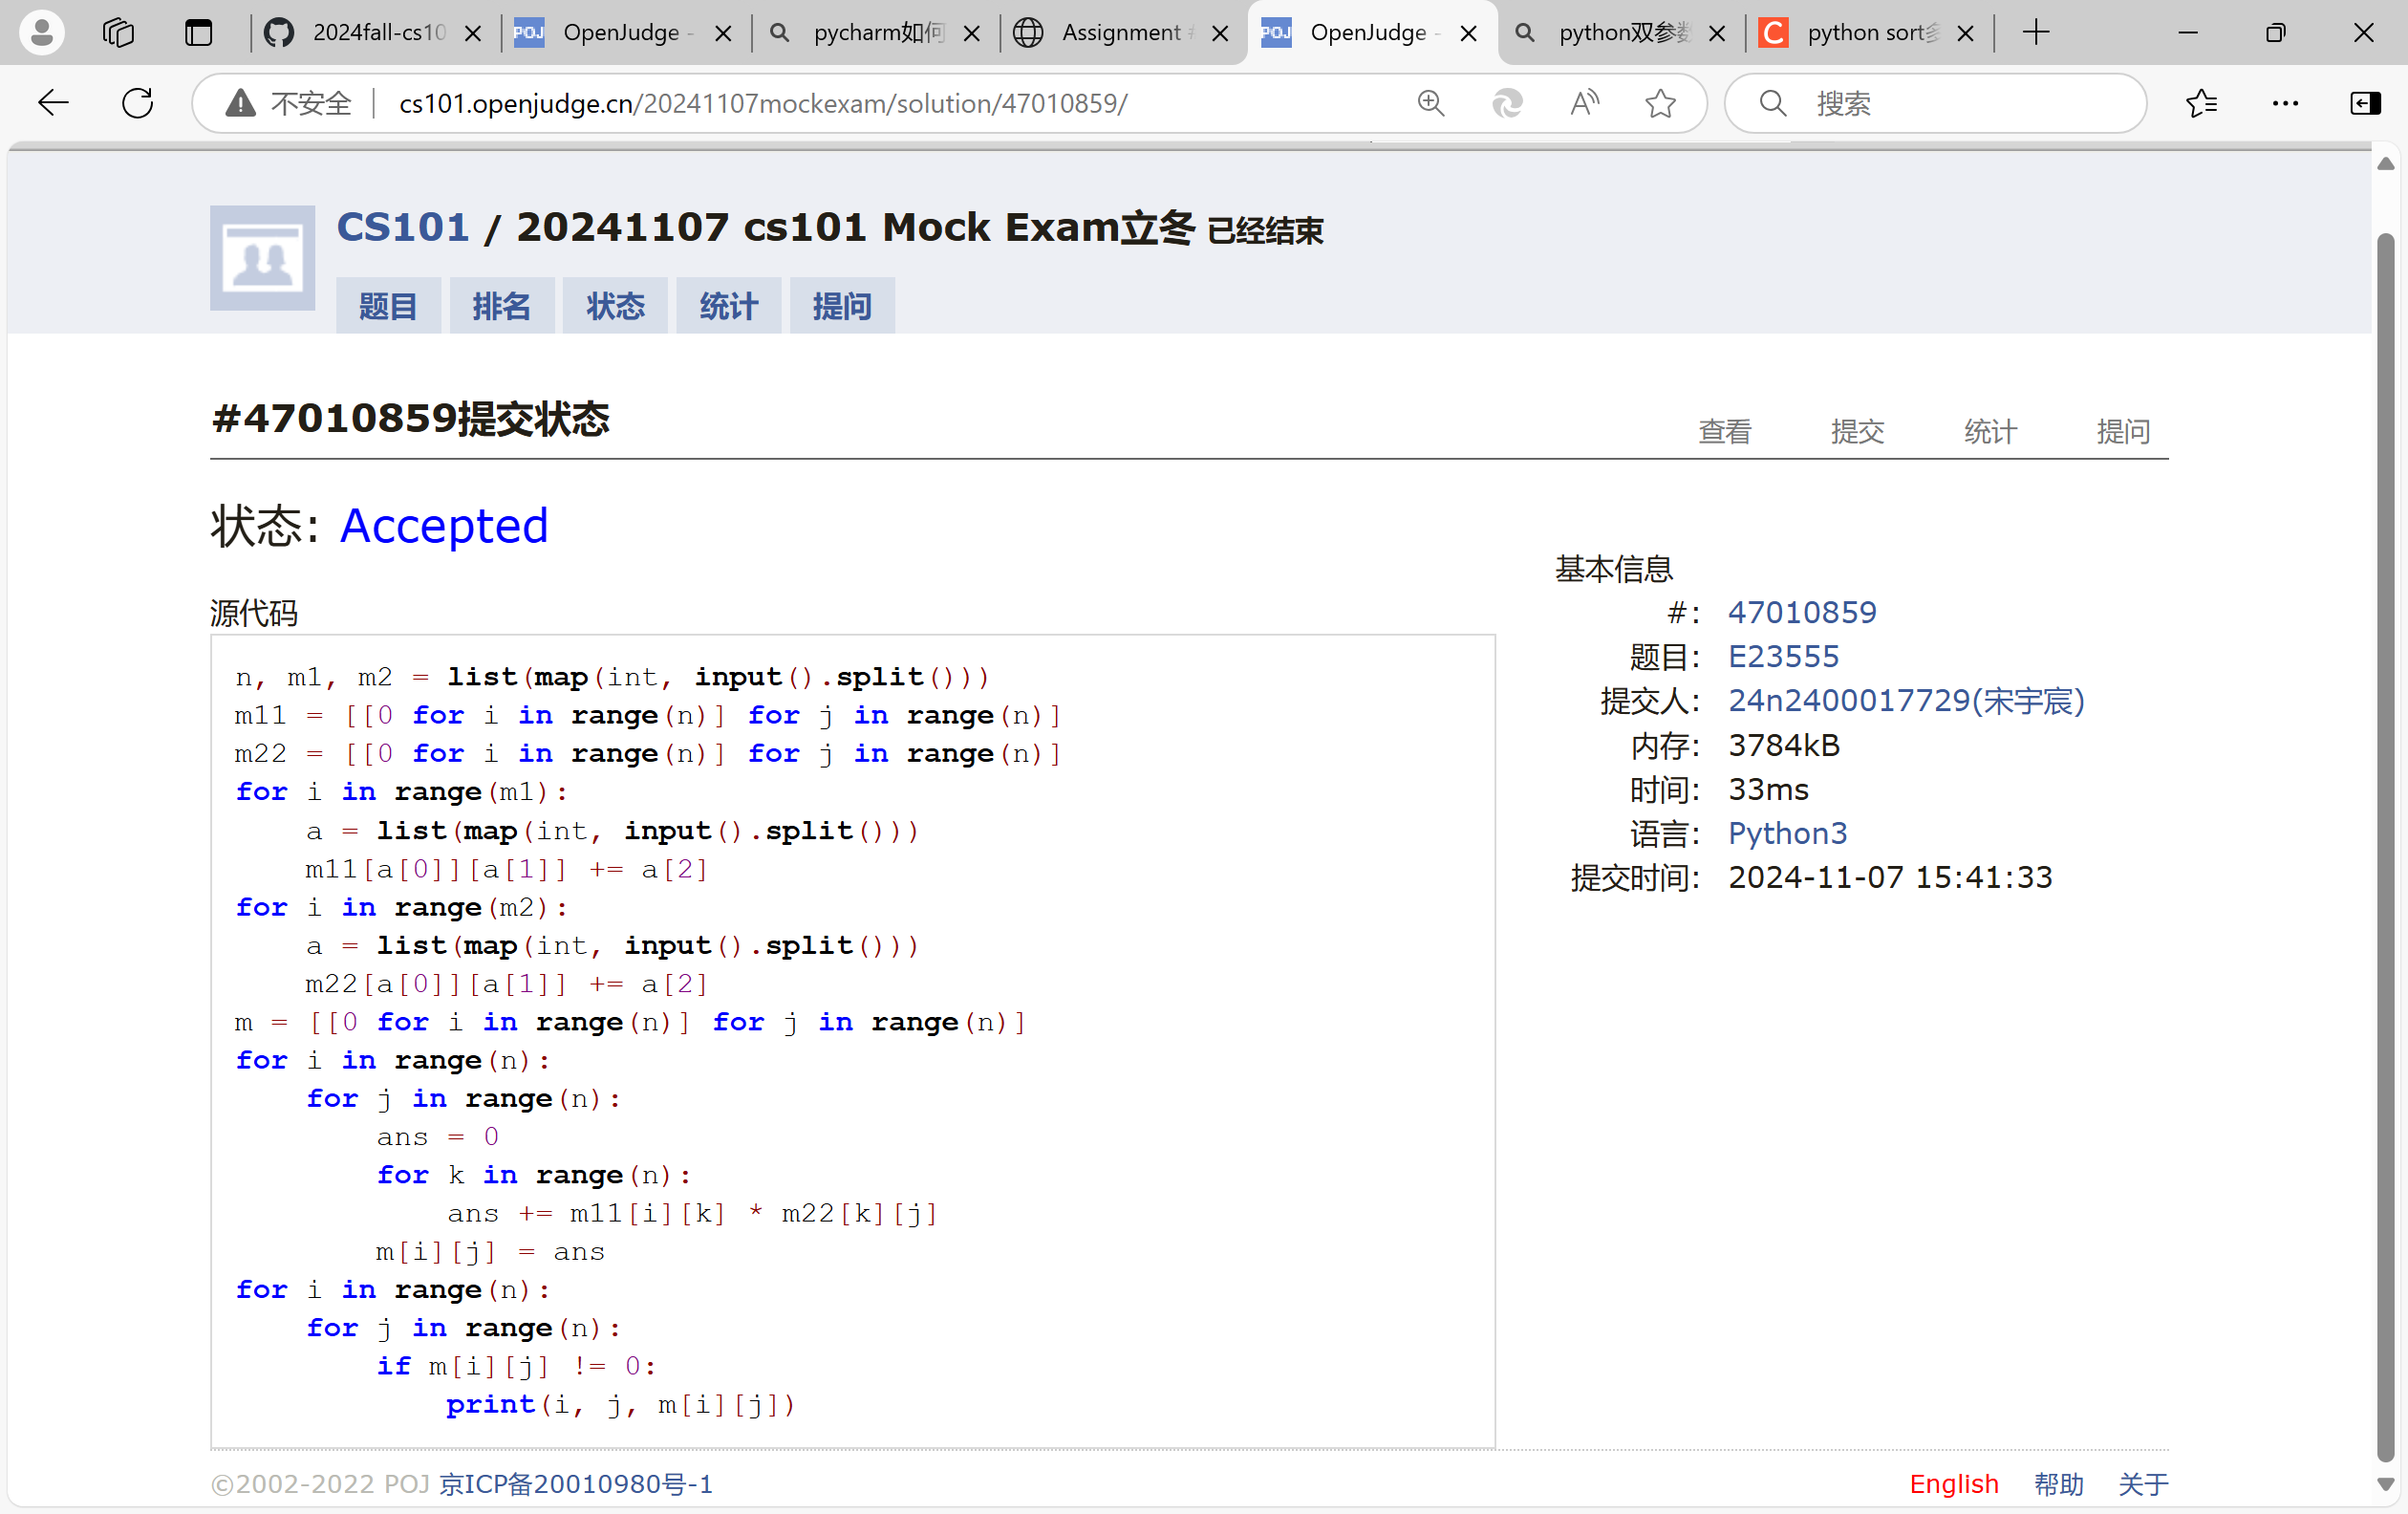 2024fall-cs10
OpenJudge -
pycharm如何
Assignment #
OpenJudge -
python双参数
python sort多
不安全 cs101.openjudge.cn/20241107mockexam/solution/47010859/
搜索
CS101 / 20241107 cs101 Mock Exam立冬 已经结束
题目 排名 状态 统计 提问
#47010859提交状态
查看 提交 统计 提问
状态: Accepted
源代码
n, m1, m2 = list(map(int, input().split()))
m11 = [[0 for i in range(n)] for j in range(n)]
m22 = [[0 for i in range(n)] for j in range(n)]
for i in range(m1):
    a = list(map(int, input().split()))
    m11[a[0]][a[1]] += a[2]
for i in range(m2):
    a = list(map(int, input().split()))
    m22[a[0]][a[1]] += a[2]
m = [[0 for i in range(n)] for j in range(n)]
for i in range(n):
    for j in range(n):
        ans = 0
        for k in range(n):
            ans += m11[i][k] * m22[k][j]
        m[i][j] = ans
for i in range(n):
    for j in range(n):
        if m[i][j] != 0:
            print(i, j, m[i][j])
基本信息
#: 47010859
题目: E23555
提交人: 24n2400017729(宋宇宸)
内存: 3784kB
时间: 33ms
语言: Python3
提交时间: 2024-11-07 15:41:33
©2002-2022 POJ 京ICP备20010980号-1
English 帮助 关于